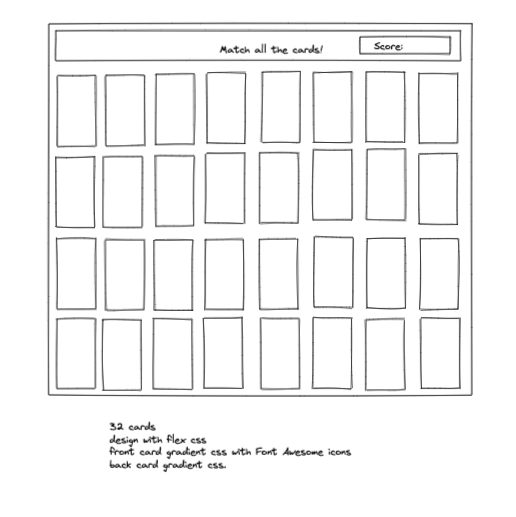 Match all the cards!
Score:
32 cards
design with flex css
front card gradient css with Font Awesome icons
back card gradient css.